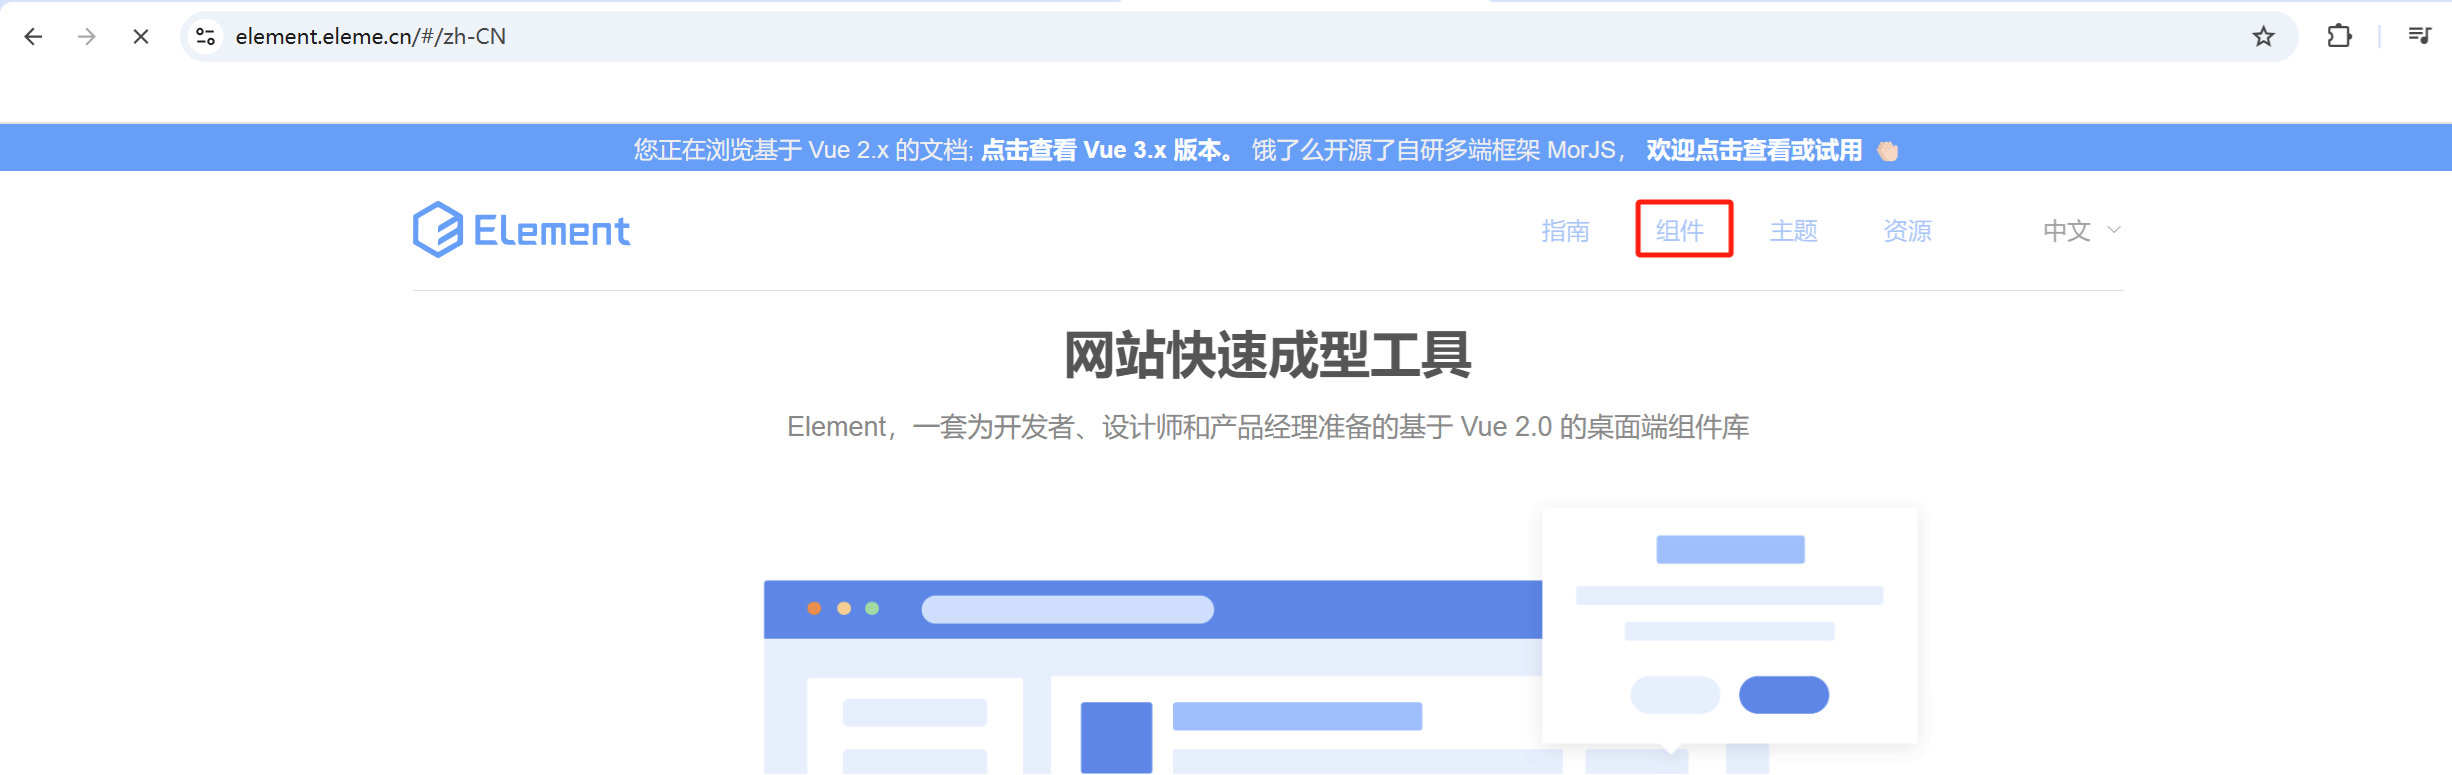 element.eleme.cn/#/zh-CN
您正在浏览基于 Vue 2.x 的文档; 点击查看 Vue 3.x 版本。 饿了么开源了自研多端框架 MorJS， 欢迎点击查看或试用 👏🏻
Element 指南 组件 主题 资源 中文
网站快速成型工具
Element，一套为开发者、设计师和产品经理准备的基于 Vue 2.0 的桌面端组件库